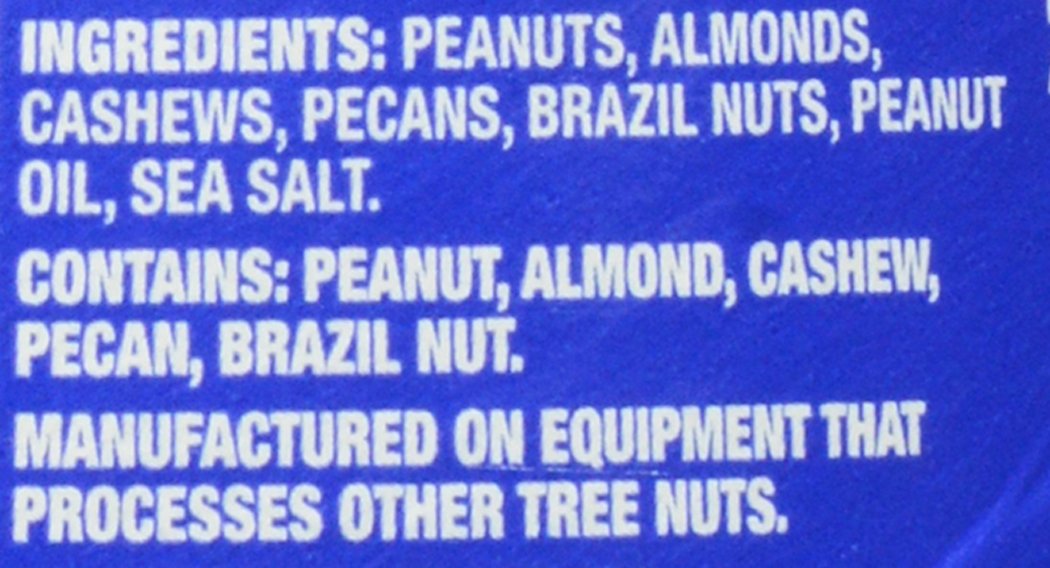 INGREDIENTS: PEANUTS, ALMONDS,
CASHEWS, PECANS, BRAZIL NUTS, PEANUT
OIL, SEA SALT.
CONTAINS: PEANUT, ALMOND, CASHEW,
PECAN, BRAZIL NUT.
MANUFACTURED ON EQUIPMENT THAT
PROCESSES OTHER TREE NUTS.